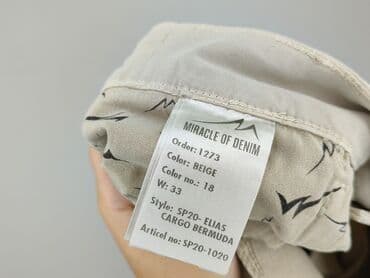 MIRACLE OF DENIM
Order: 1273
Color: BEIGE
Color no.: 18
W: 33
Style: SP20- ELIAS
CARGO BERMUDA
Articel no: SP20-1020